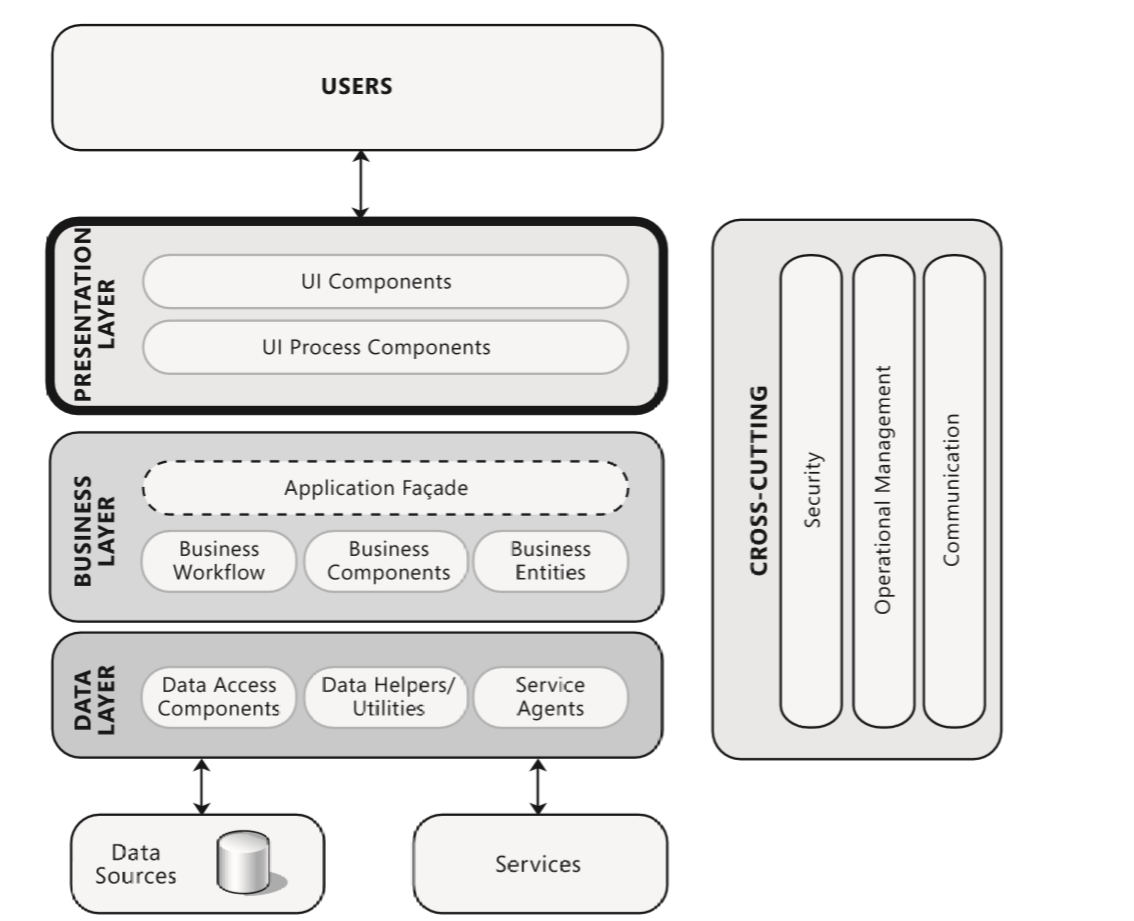 USERS
PRESENTATION
LAYER
UI Components
UI Process Components
BUSINESS
LAYER
Application Façade
Business
Workflow
Business
Components
Business
Entities
DATA
LAYER
Data Access
Components
Data Helpers/
Utilities
Service
Agents
Data
Sources
Services
CROSS-CUTTING
Security
Operational Management
Communication